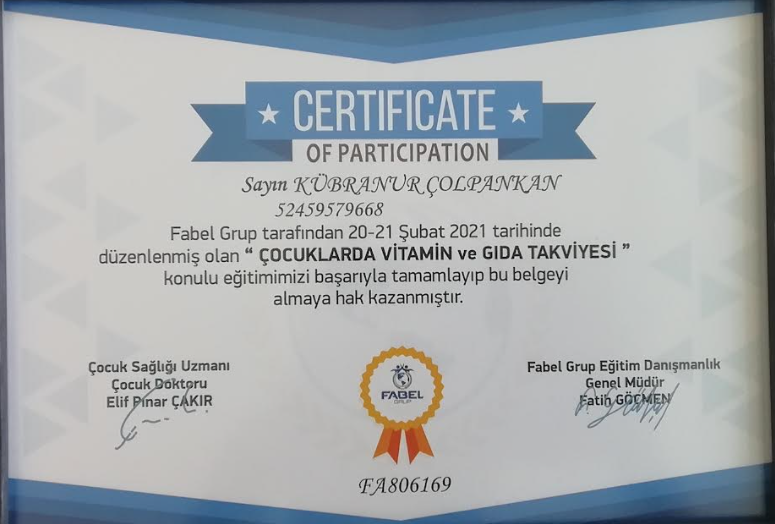 CERTIFICATE
OF PARTICIPATION
Sayın KÜBRANUR ÇOLPANKAN
52459579668
Fabel Grup tarafından 20-21 Şubat 2021 tarihinde
düzenlenmiş olan “ ÇOCUKLARDA VİTAMİN ve GIDA TAKVİYESİ ”
konulu eğitimimizi başarıyla tamamlayıp bu belgeyi
almaya hak kazanmıştır.
Çocuk Sağlığı Uzmanı
Çocuk Doktoru
Elif Pınar ÇAKIR
FABEL
GRUP
Fabel Grup Eğitim Danışmanlık
Genel Müdür
Fatih GÖÇMEN
FA806169